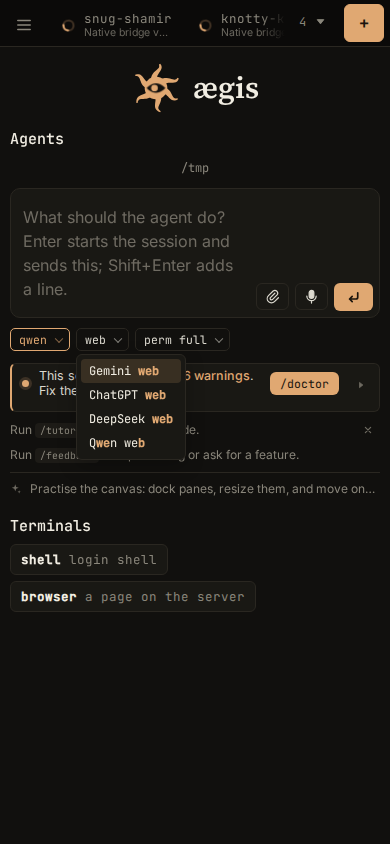 snug-shamir
Native bridge v...
knotty-k
Native bridg
4
+
ægis
Agents
/tmp
What should the agent do?
Enter starts the session and
sends this; Shift+Enter adds
a line.
qwen
web
perm full
This s
6 warnings.
Fix the
/doctor
Gemini web
ChatGPT web
DeepSeek web
Qwen web
Run /tutor
de.
Run /feedb
g or ask for a feature.
Practise the canvas: dock panes, resize them, and move on...
Terminals
shell login shell
browser a page on the server